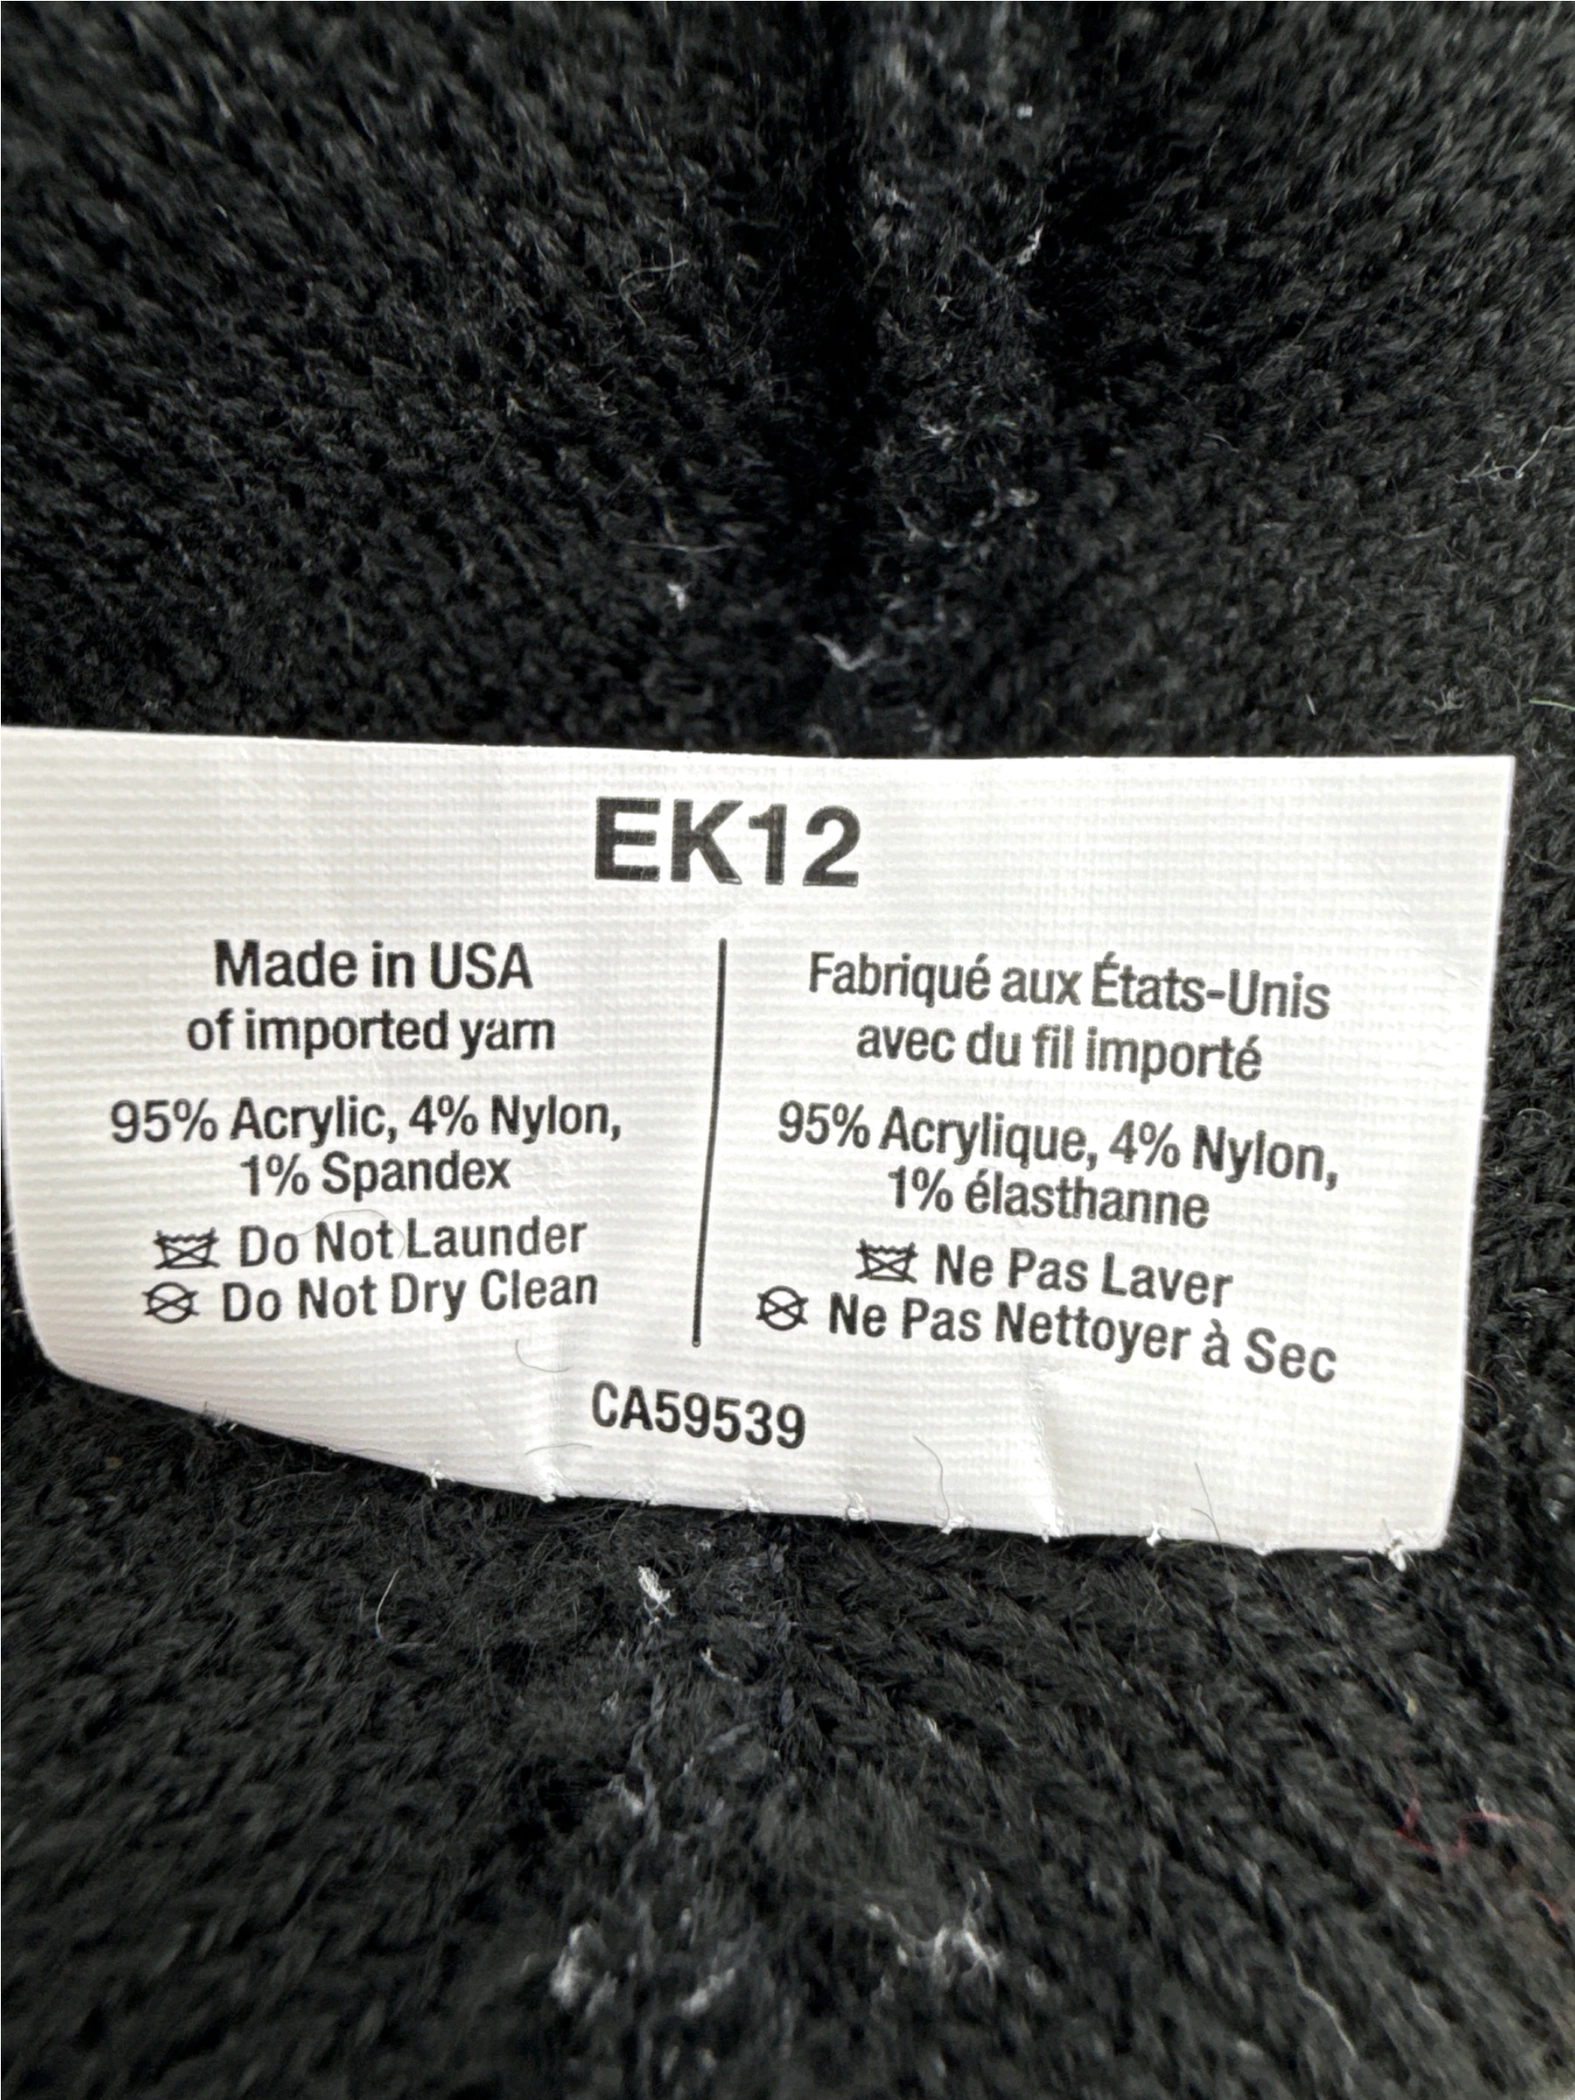 EK12
Made in USA
of imported yarn
95% Acrylic, 4% Nylon,
1% Spandex
Do Not Launder
Do Not Dry Clean
Fabriqué aux États-Unis
avec du fil importé
95% Acrylique, 4% Nylon,
1% élasthanne
Ne Pas Laver
Ne Pas Nettoyer à Sec
CA59539